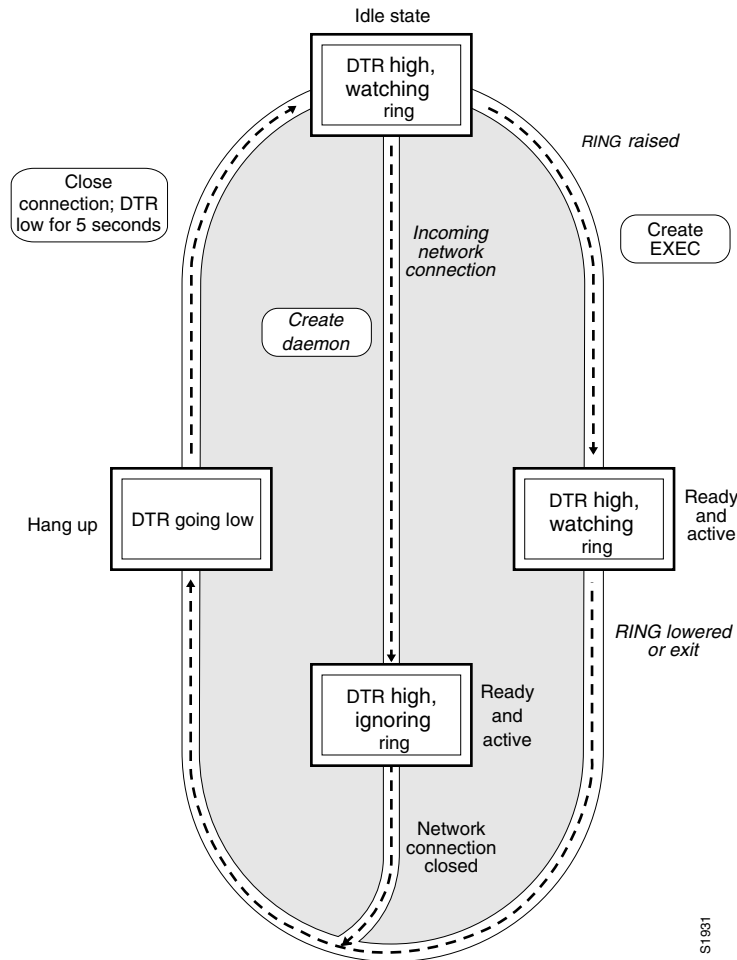 Idle state
DTR high,
watching
ring
RING raised
Close
connection; DTR
low for 5 seconds
Create
EXEC
Incoming
network
connection
Create
daemon
Hang up
DTR going low
DTR high,
watching
ring
Ready
and
active
RING lowered
or exit
DTR high,
ignoring
ring
Ready
and
active
Network
connection
closed
S1931